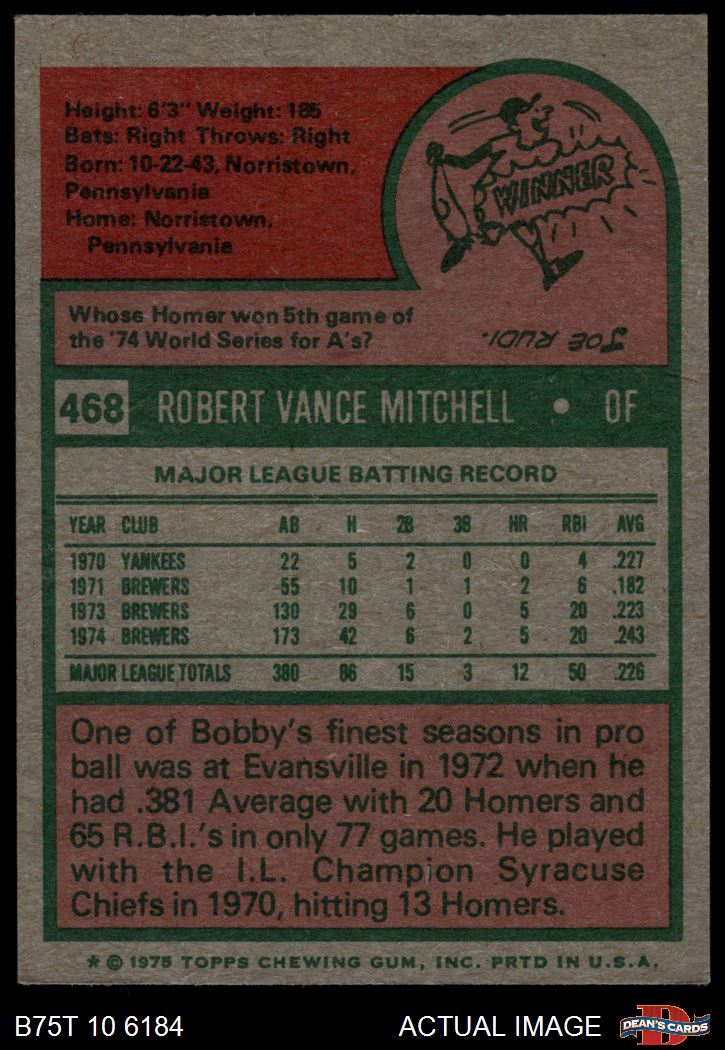 Height: 6'3" Weight: 185
Bats: Right Throws: Right
Born: 10-22-43, Norristown,
Pennsylvania
Home: Norristown,
Pennsylvania
WINNER
Whose Homer won 5th game of
the '74 World Series for A's?
JOE RUDI.
468 ROBERT VANCE MITCHELL • OF
MAJOR LEAGUE BATTING RECORD
YEAR CLUB AB H 2B 3B HR RBI AVG
1970 YANKEES 22 5 2 0 0 4 .227
1971 BREWERS 55 10 1 1 2 6 .182
1973 BREWERS 130 29 6 0 5 20 .223
1974 BREWERS 173 42 6 2 5 20 .243
MAJOR LEAGUE TOTALS 380 86 15 3 12 50 .226
One of Bobby's finest seasons in pro
ball was at Evansville in 1972 when he
had .381 Average with 20 Homers and
65 R.B.I.'s in only 77 games. He played
with the I.L. Champion Syracuse
Chiefs in 1970, hitting 13 Homers.
* © 1975 TOPPS CHEWING GUM, INC. PRTD IN U.S.A.
B75T 10 6184 ACTUAL IMAGE DEAN'S CARDS